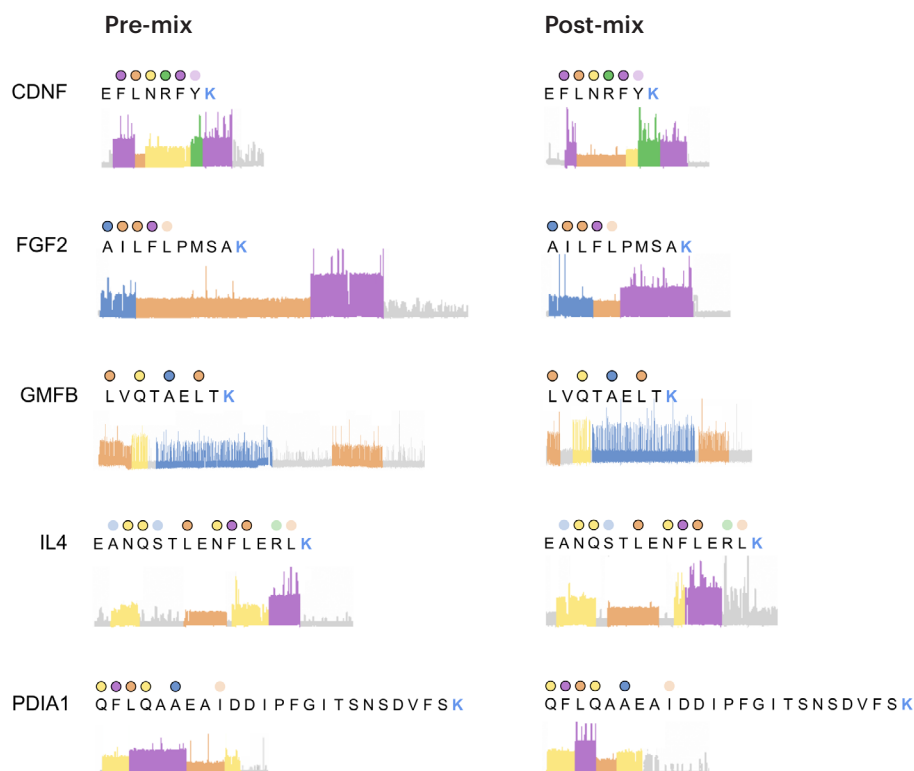 Pre-mix Post-mix
CDNF EFLNRFYK EFLNRFYK
FGF2 AILFLPMSAK AILFLPMSAK
GMFB LVQTAELTK LVQTAELTK
IL4 EANQSTLENFLERLK EANQSTLENFLERLK
PDIA1 QFLQAAEAIDDIPFGITSNSDVFSK QFLQAAEAIDDIPFGITSNSDVFSK